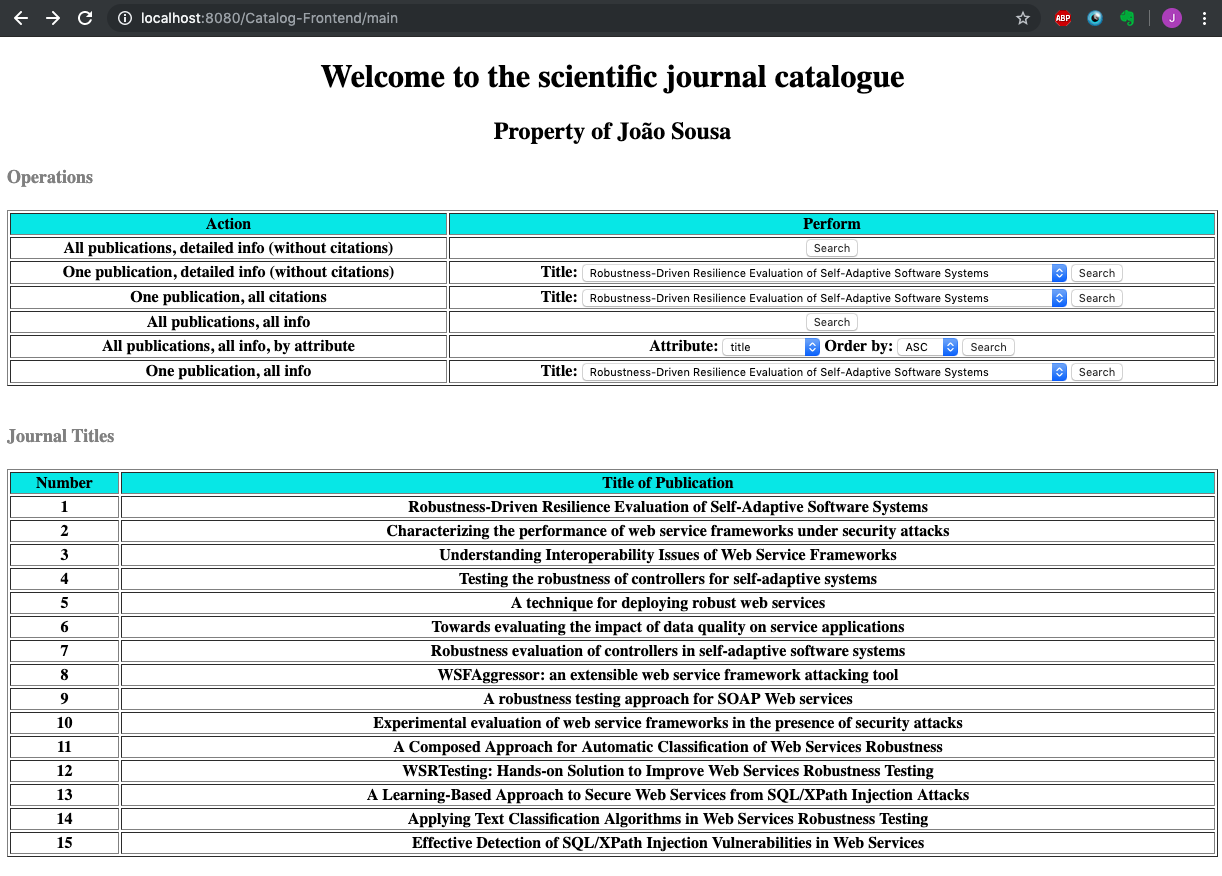 localhost:8080/Catalog-Frontend/main ABP J
Welcome to the scientific journal catalogue
Property of João Sousa
Operations
Action Perform
All publications, detailed info (without citations) Search
One publication, detailed info (without citations) Title: Robustness-Driven Resilience Evaluation of Self-Adaptive Software Systems Search
One publication, all citations Title: Robustness-Driven Resilience Evaluation of Self-Adaptive Software Systems Search
All publications, all info Search
All publications, all info, by attribute Attribute: title Order by: ASC Search
One publication, all info Title: Robustness-Driven Resilience Evaluation of Self-Adaptive Software Systems Search
Journal Titles
Number Title of Publication
1 Robustness-Driven Resilience Evaluation of Self-Adaptive Software Systems
2 Characterizing the performance of web service frameworks under security attacks
3 Understanding Interoperability Issues of Web Service Frameworks
4 Testing the robustness of controllers for self-adaptive systems
5 A technique for deploying robust web services
6 Towards evaluating the impact of data quality on service applications
7 Robustness evaluation of controllers in self-adaptive software systems
8 WSFAggressor: an extensible web service framework attacking tool
9 A robustness testing approach for SOAP Web services
10 Experimental evaluation of web service frameworks in the presence of security attacks
11 A Composed Approach for Automatic Classification of Web Services Robustness
12 WSRTesting: Hands-on Solution to Improve Web Services Robustness Testing
13 A Learning-Based Approach to Secure Web Services from SQL/XPath Injection Attacks
14 Applying Text Classification Algorithms in Web Services Robustness Testing
15 Effective Detection of SQL/XPath Injection Vulnerabilities in Web Services